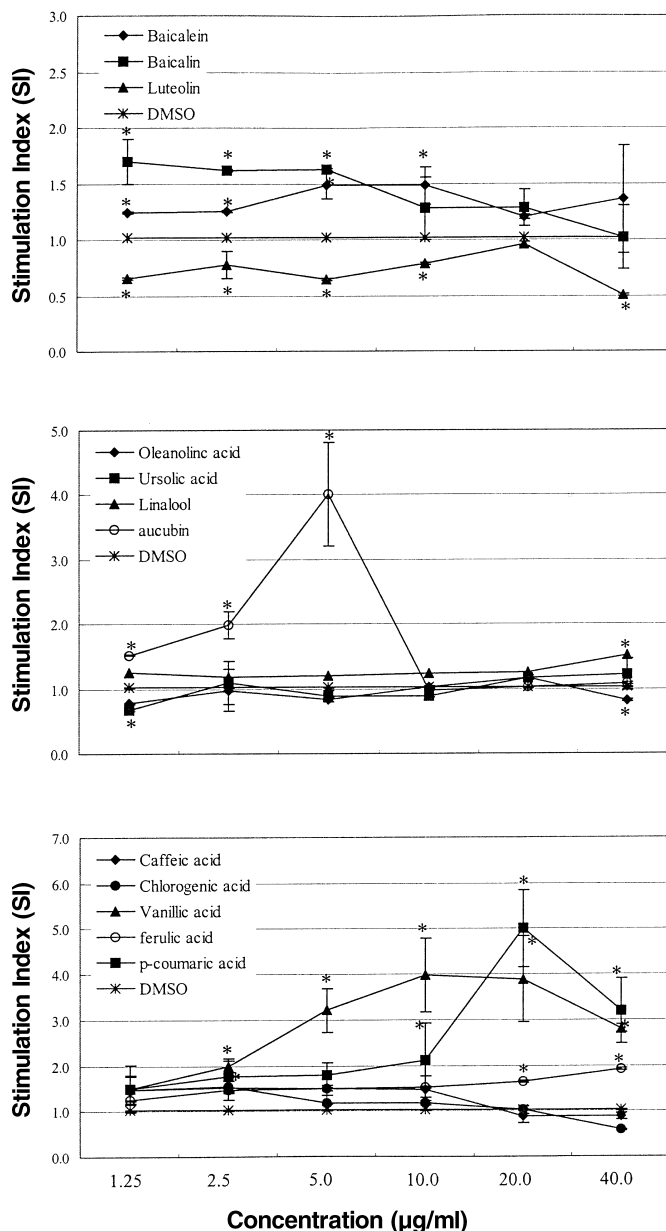 3.0
2.5
2.0
1.5
1.0
0.5
0.0
Stimulation Index (SI)
Baicalein
Baicalin
Luteolin
DMSO
* * * *
* * *
* * * * *
5.0
4.0
3.0
2.0
1.0
0.0
Stimulation Index (SI)
Oleanolinc acid
Ursolic acid
Linalool
aucubin
DMSO
*
*
* *
* *
7.0
6.0
5.0
4.0
3.0
2.0
1.0
0.0
Stimulation Index (SI)
Caffeic acid
Chlorogenic acid
Vanillic acid
ferulic acid
p-coumaric acid
DMSO
*
* *
* *
* *
* * *
*
1.25 2.5 5.0 10.0 20.0 40.0
Concentration (µg/ml)